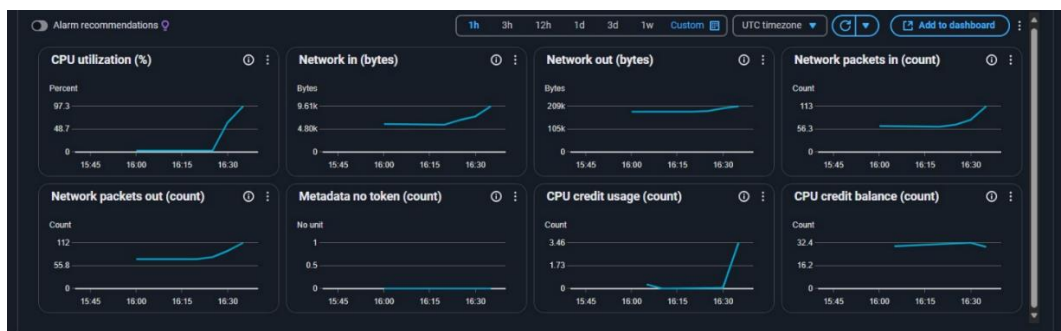 Alarm recommendations
1h 3h 12h 1d 3d 1w Custom UTC timezone Add to dashboard
CPU utilization (%)
Percent
97.3
48.7
0
15:45 16:00 16:15 16:30
Network in (bytes)
Bytes
9.61k
4.80k
0
15:45 16:00 16:15 16:30
Network out (bytes)
Bytes
209k
105k
0
15:45 16:00 16:15 16:30
Network packets in (count)
Count
113
56.3
0
15:45 16:00 16:15 16:30
Network packets out (count)
Count
112
55.8
0
15:45 16:00 16:15 16:30
Metadata no token (count)
No unit
1
0.5
0
15:45 16:00 16:15 16:30
CPU credit usage (count)
Count
3.46
1.73
0
15:45 16:00 16:15 16:30
CPU credit balance (count)
Count
32.4
16.2
0
15:45 16:00 16:15 16:30